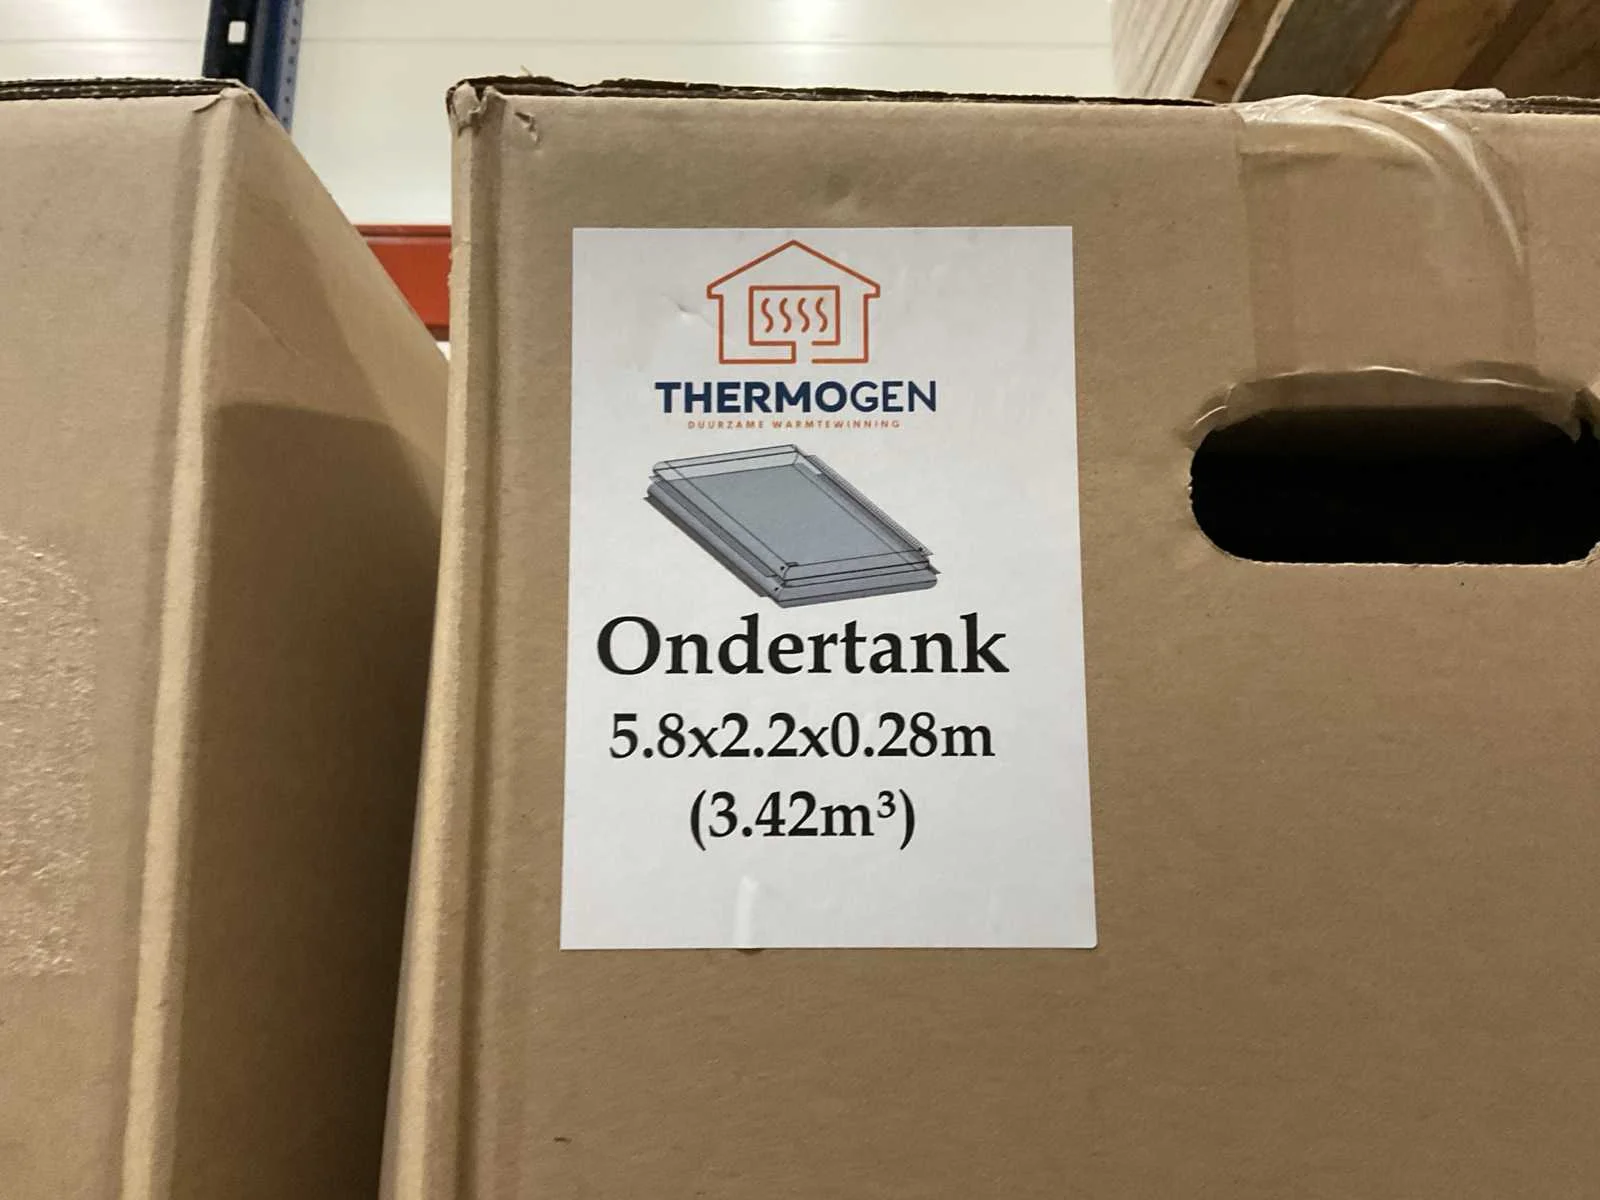 THERMOGEN
DUURZAME WARMTEWINNING
Ondertank
5.8x2.2x0.28m
(3.42m³)